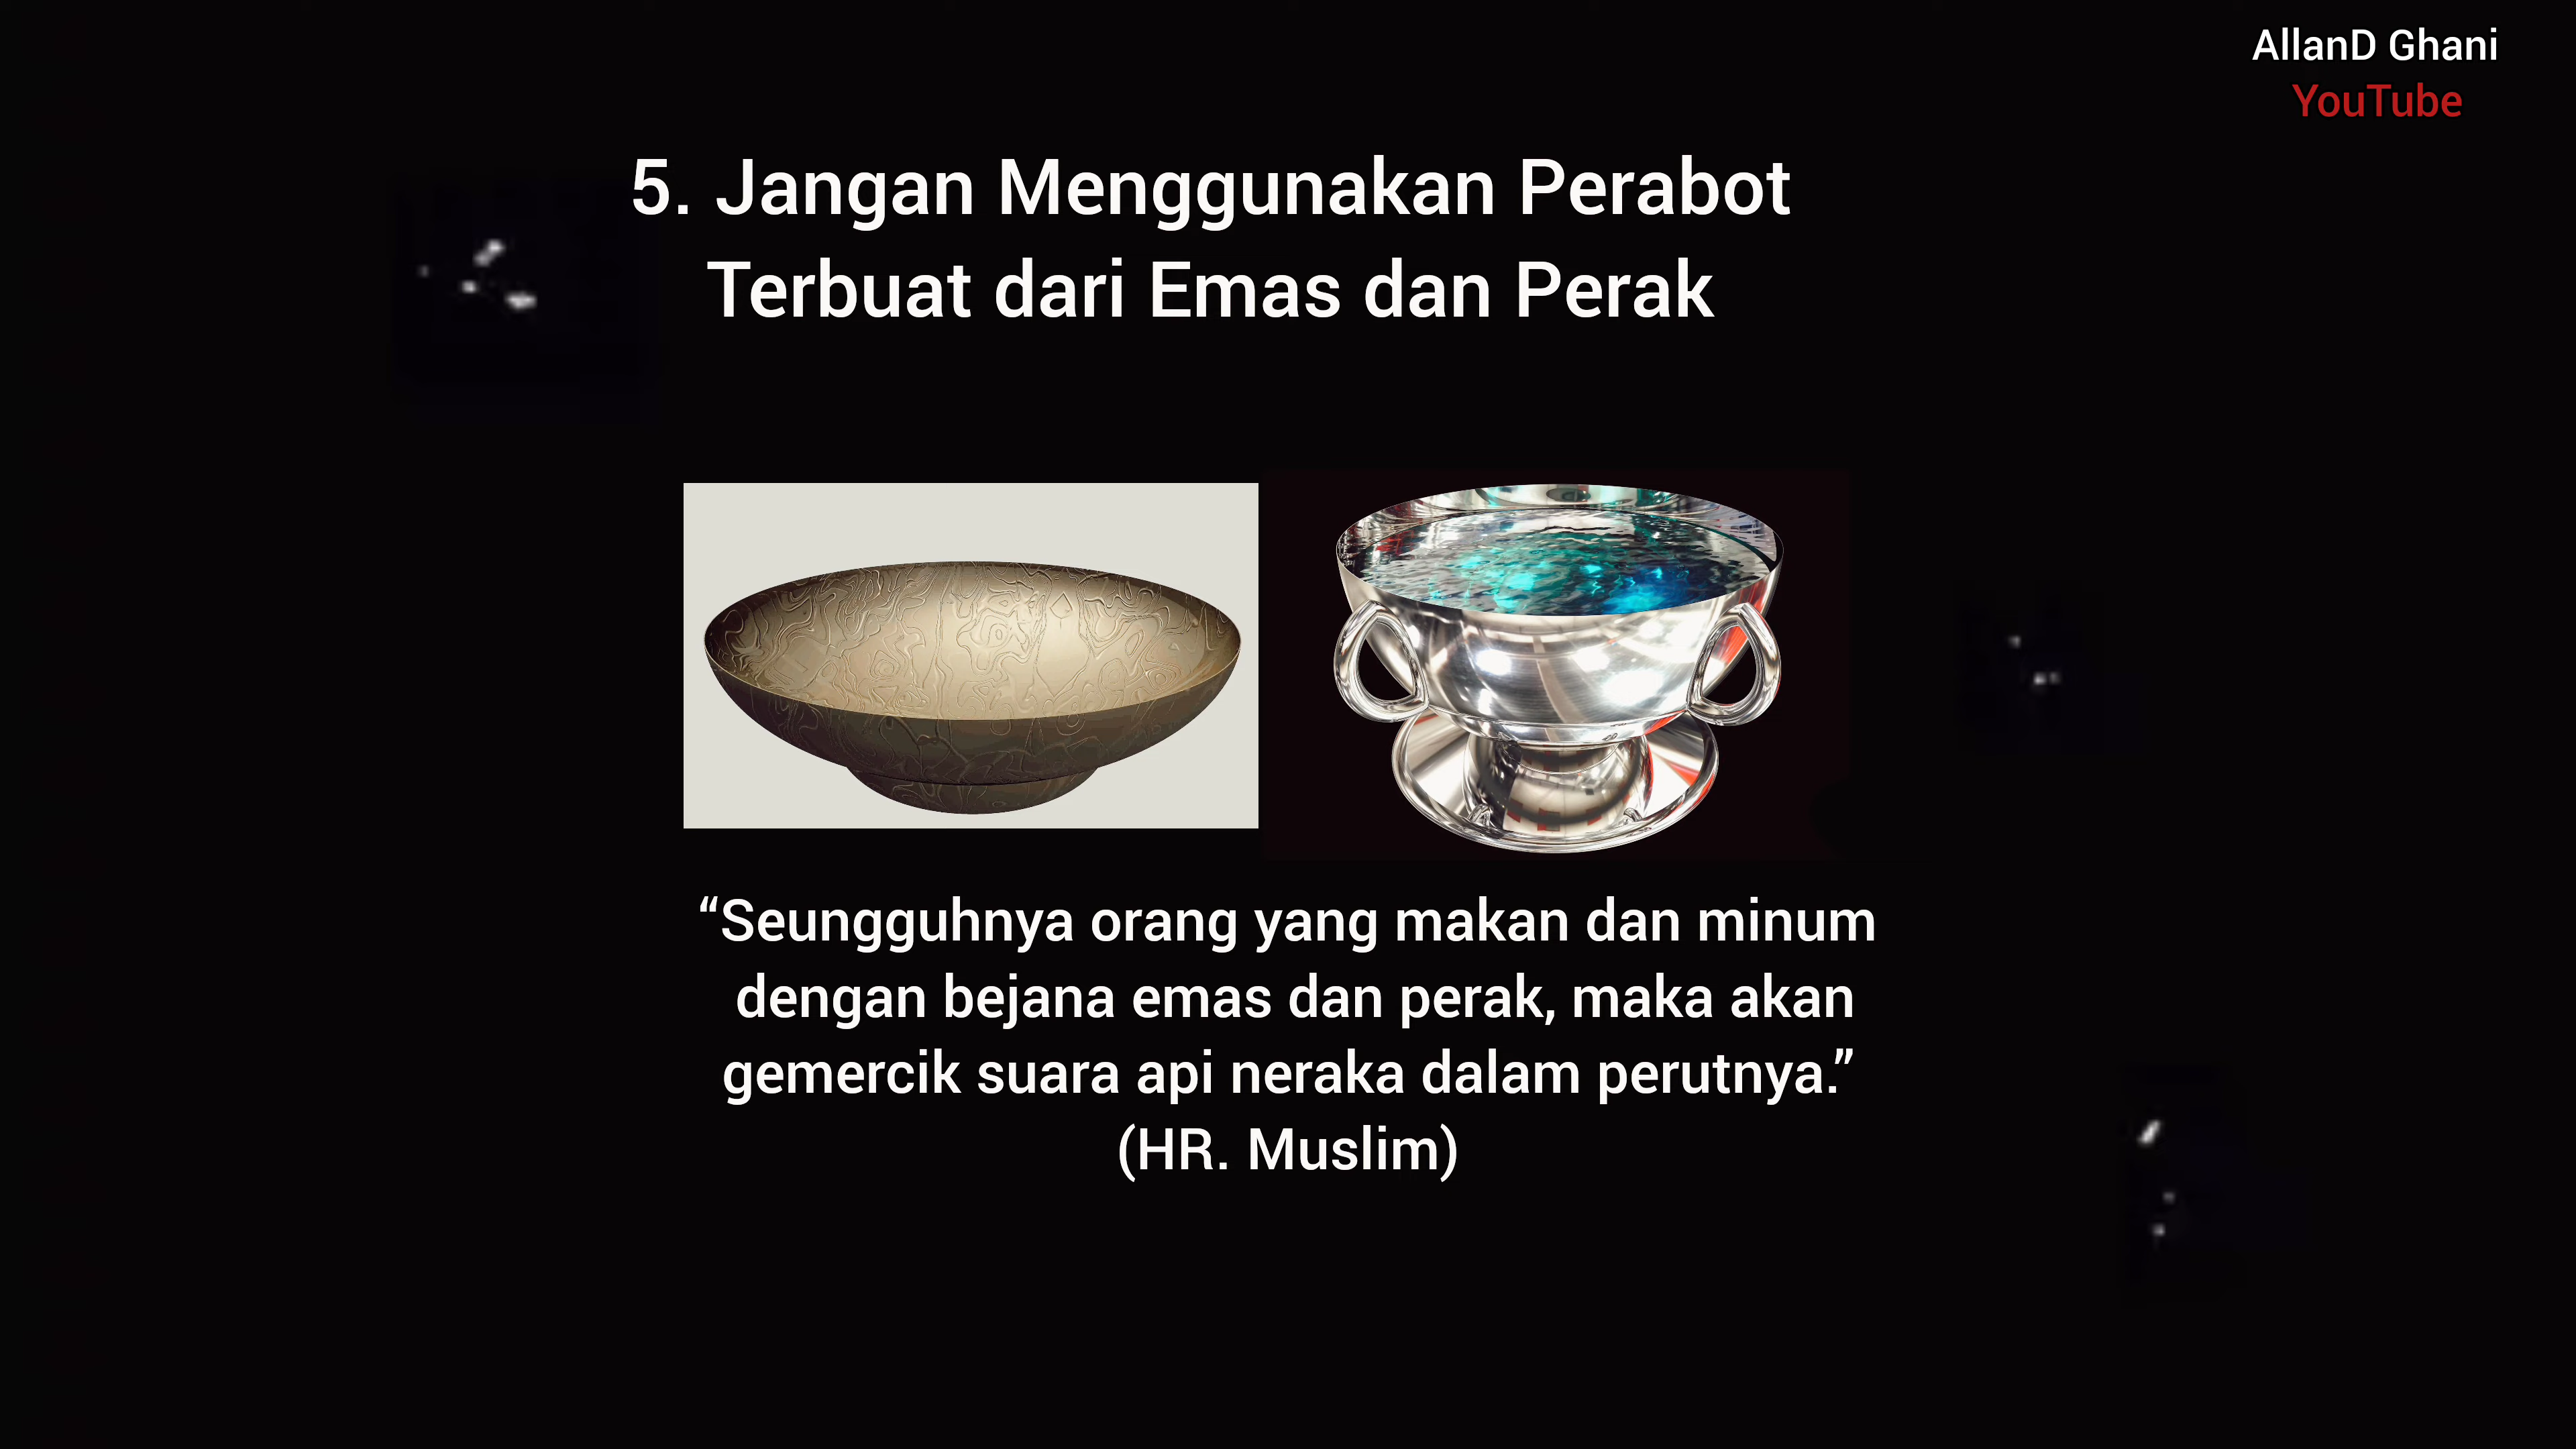 AllanD Ghani
YouTube
5. Jangan Menggunakan Perabot
Terbuat dari Emas dan Perak
“Seungguhnya orang yang makan dan minum
dengan bejana emas dan perak, maka akan
gemercik suara api neraka dalam perutnya.”
(HR. Muslim)